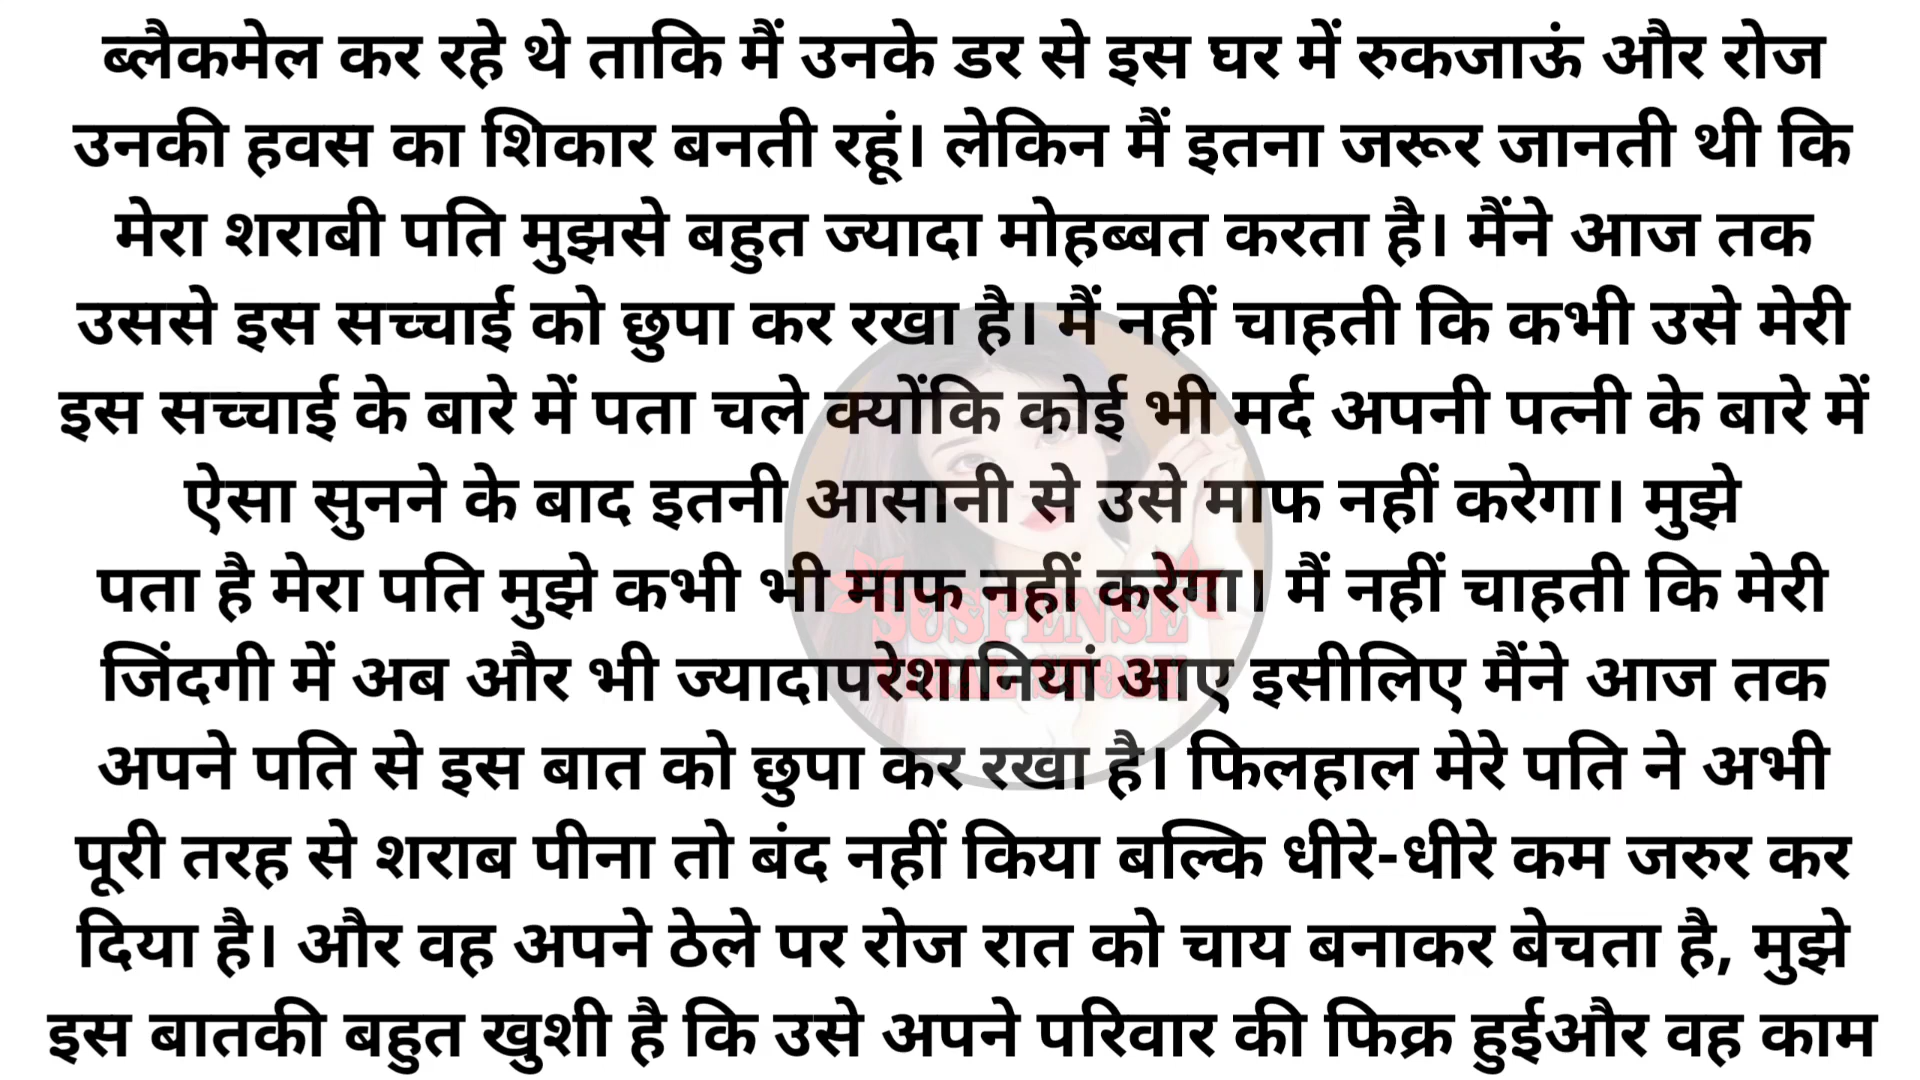 ब्लैकमेल कर रहे थे ताकि मैं उनके डर से इस घर में रुकजाऊं और रोज
उनकी हवस का शिकार बनती रहूं। लेकिन मैं इतना जरूर जानती थी कि
मेरा शराबी पति मुझसे बहुत ज्यादा मोहब्बत करता है। मैंने आज तक
उससे इस सच्चाई को छुपा कर रखा है। मैं नहीं चाहती कि कभी उसे मेरी
इस सच्चाई के बारे में पता चले क्योंकि कोई भी मर्द अपनी पत्नी के बारे में
ऐसा सुनने के बाद इतनी आसानी से उसे माफ नहीं करेगा। मुझे
पता है मेरा पति मुझे कभी भी माफ नहीं करेगा। मैं नहीं चाहती कि मेरी
SUSPENSE
जिंदगी में अब और भी ज्यादापरेशानियां आए इसीलिए मैंने आज तक
VIRAL STORY
अपने पति से इस बात को छुपा कर रखा है। फिलहाल मेरे पति ने अभी
पूरी तरह से शराब पीना तो बंद नहीं किया बल्कि धीरे-धीरे कम जरुर कर
दिया है। और वह अपने ठेले पर रोज रात को चाय बनाकर बेचता है, मुझे
इस बातकी बहुत खुशी है कि उसे अपने परिवार की फिक्र हुईऔर वह काम